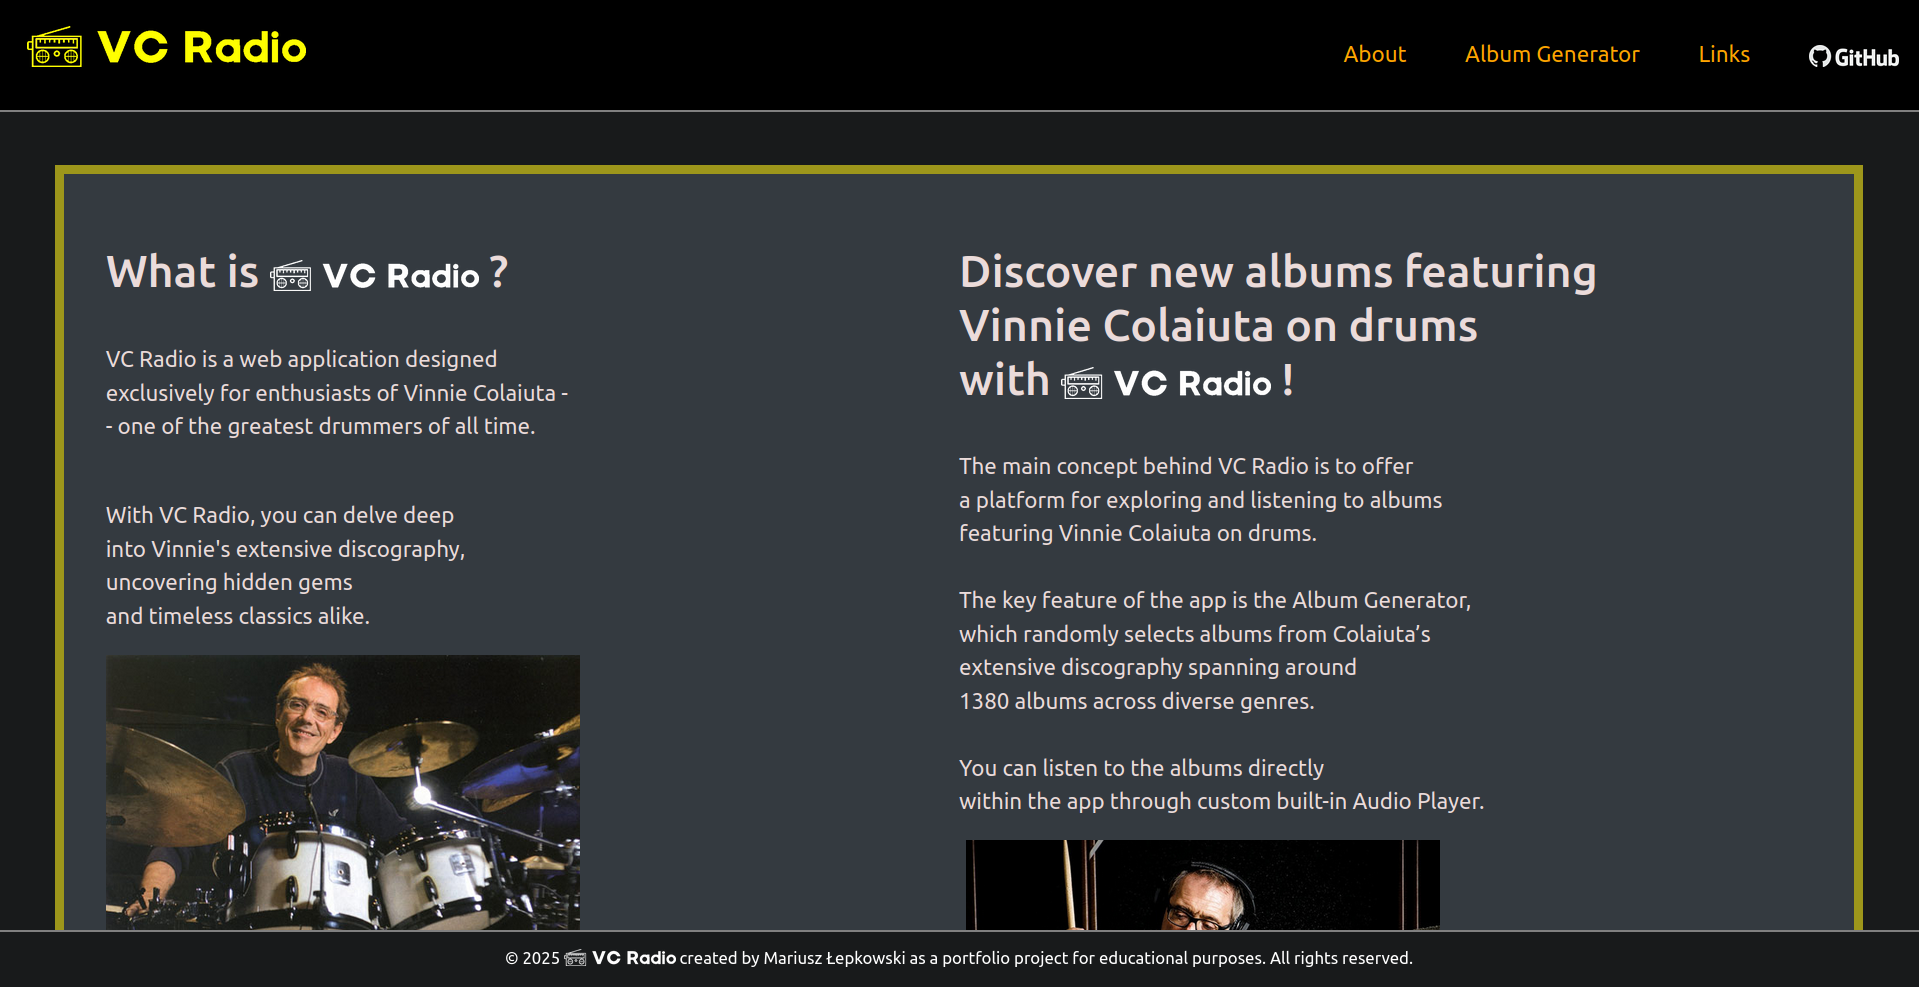 VC Radio
About
Album Generator
Links
GitHub
What is VC Radio ?
VC Radio is a web application designed
exclusively for enthusiasts of Vinnie Colaiuta -
- one of the greatest drummers of all time.
With VC Radio, you can delve deep
into Vinnie's extensive discography,
uncovering hidden gems
and timeless classics alike.
Discover new albums featuring
Vinnie Colaiuta on drums
with VC Radio !
The main concept behind VC Radio is to offer
a platform for exploring and listening to albums
featuring Vinnie Colaiuta on drums.
The key feature of the app is the Album Generator,
which randomly selects albums from Colaiuta’s
extensive discography spanning around
1380 albums across diverse genres.
You can listen to the albums directly
within the app through custom built-in Audio Player.
© 2025 VC Radio created by Mariusz Łepkowski as a portfolio project for educational purposes. All rights reserved.